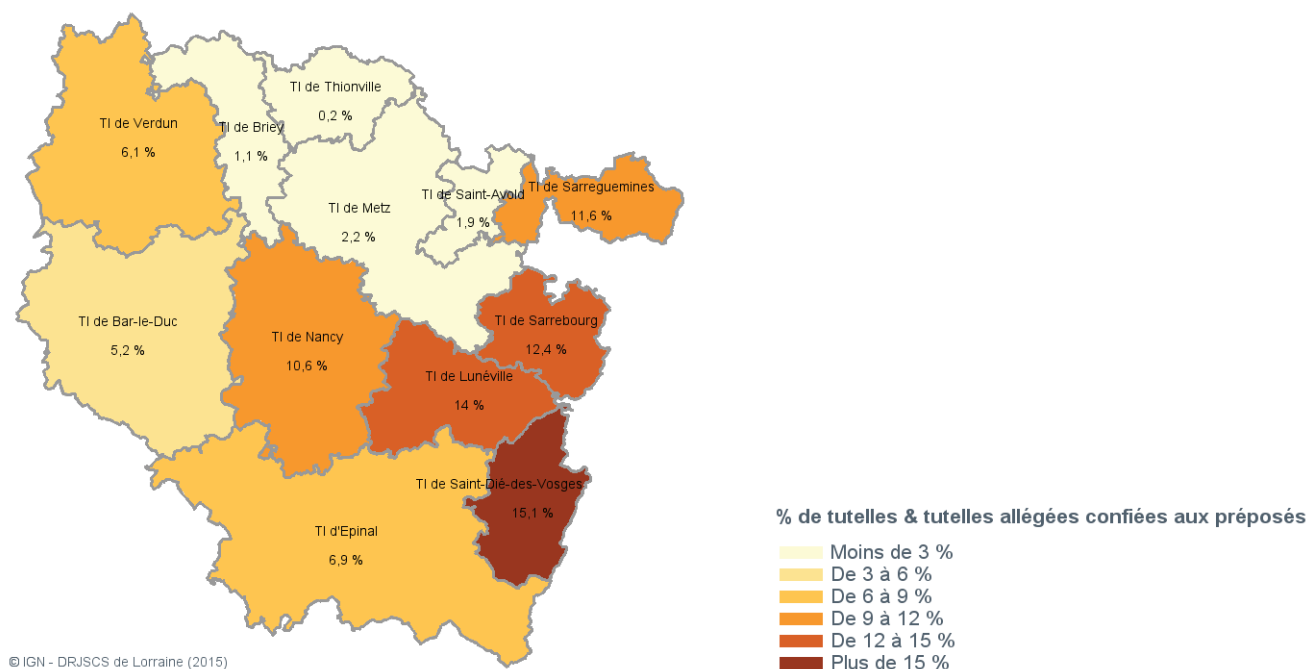 TI de Thionville
0,2 %
TI de Verdun
6,1 %
TI de Briey
1,1 %
TI de Saint-Avold
1,9 %
TI de Sarreguemines
11,6 %
TI de Metz
2,2 %
TI de Bar-le-Duc
5,2 %
TI de Nancy
10,6 %
TI de Sarrebourg
12,4 %
TI de Lunéville
14 %
TI de Saint-Dié-des-Vosges
15,1 %
TI d'Epinal
6,9 %
% de tutelles & tutelles allégées confiées aux préposés
Moins de 3 %
De 3 à 6 %
De 6 à 9 %
De 9 à 12 %
De 12 à 15 %
Plus de 15 %
© IGN - DRJSCS de Lorraine (2015)